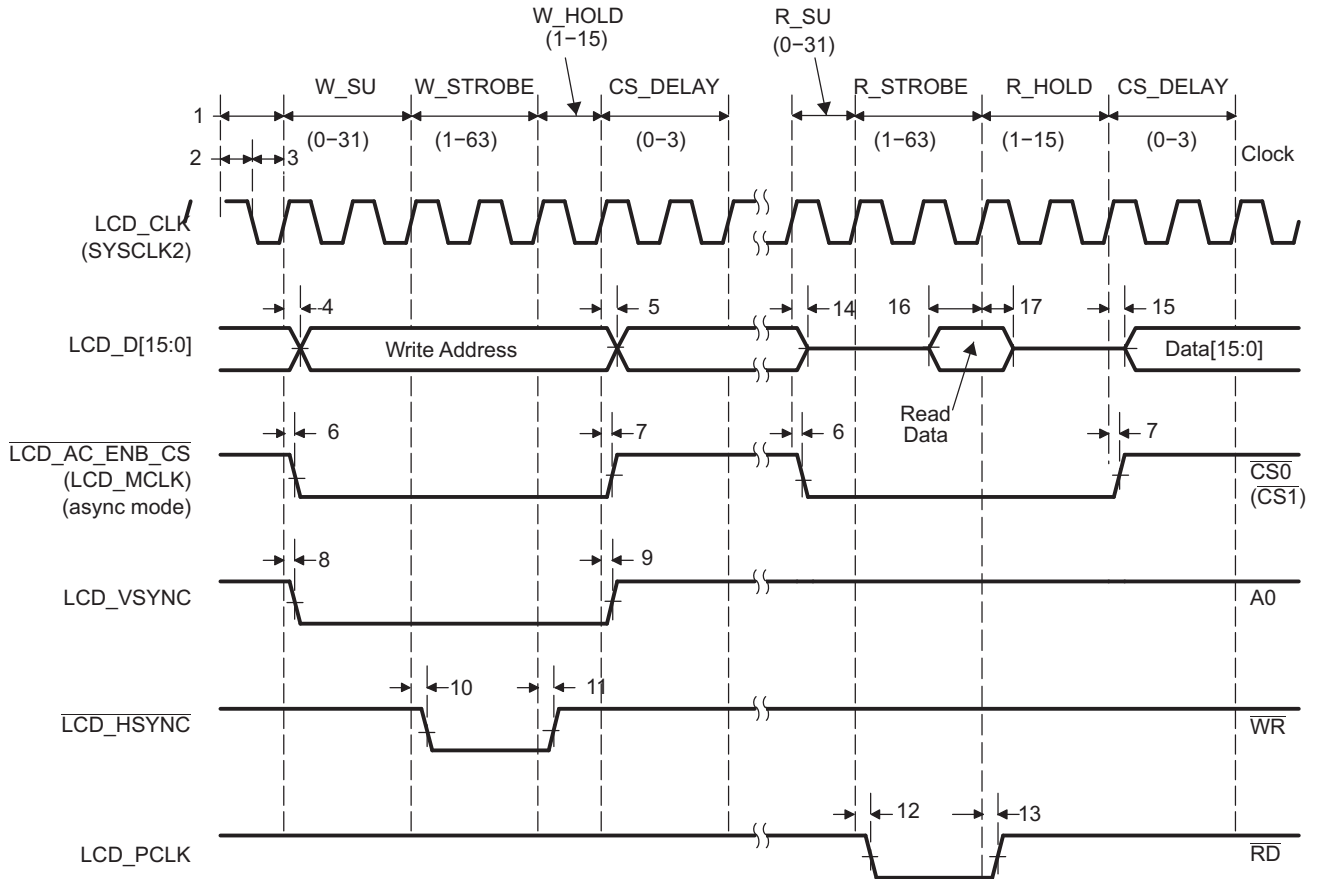 W_HOLD
(1−15)
R_SU
(0−31)
W_SU
W_STROBE
CS_DELAY
R_STROBE
R_HOLD
CS_DELAY
1
(0−31)
(1−63)
(0−3)
(1−63)
(1−15)
(0−3)
2
3
Clock
LCD_CLK
(SYSCLK2)
4
5
14
16
17
15
LCD_D[15:0]
Write Address
Data[15:0]
Read
Data
6
7
6
7
LCD_AC_ENB_CS
(LCD_MCLK)
(async mode)
CS0
(CS1)
8
9
LCD_VSYNC
A0
10
11
LCD_HSYNC
WR
12
13
LCD_PCLK
RD